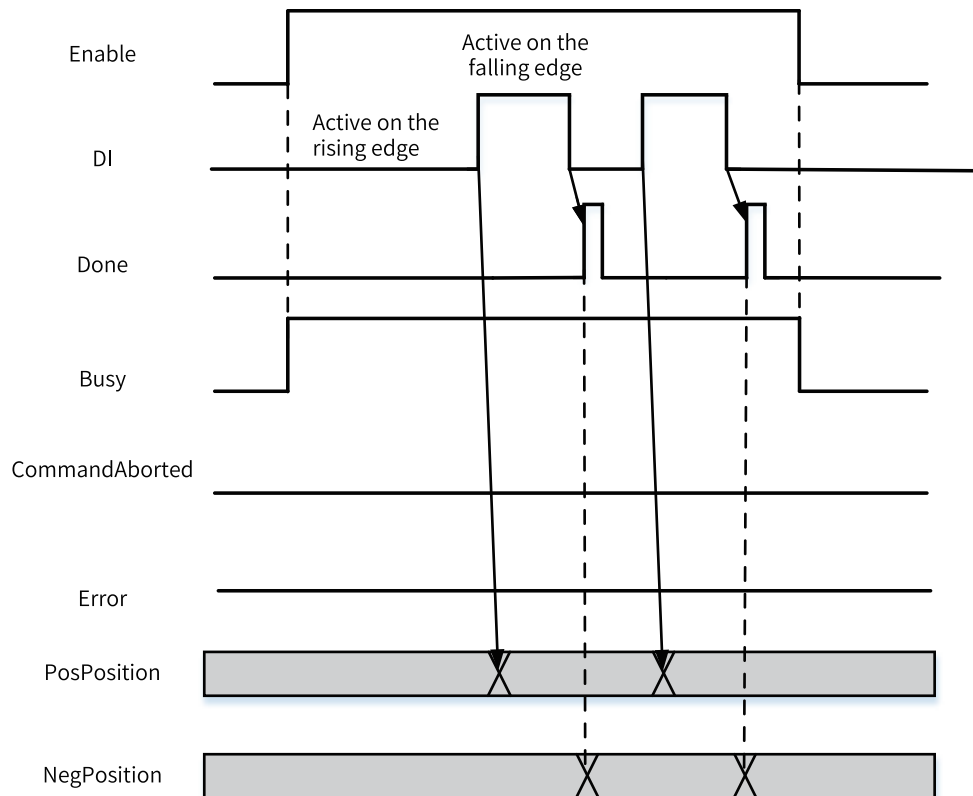 Enable
Active on the
falling edge
Active on the
rising edge
DI
Done
Busy
CommandAborted
Error
PosPosition
NegPosition